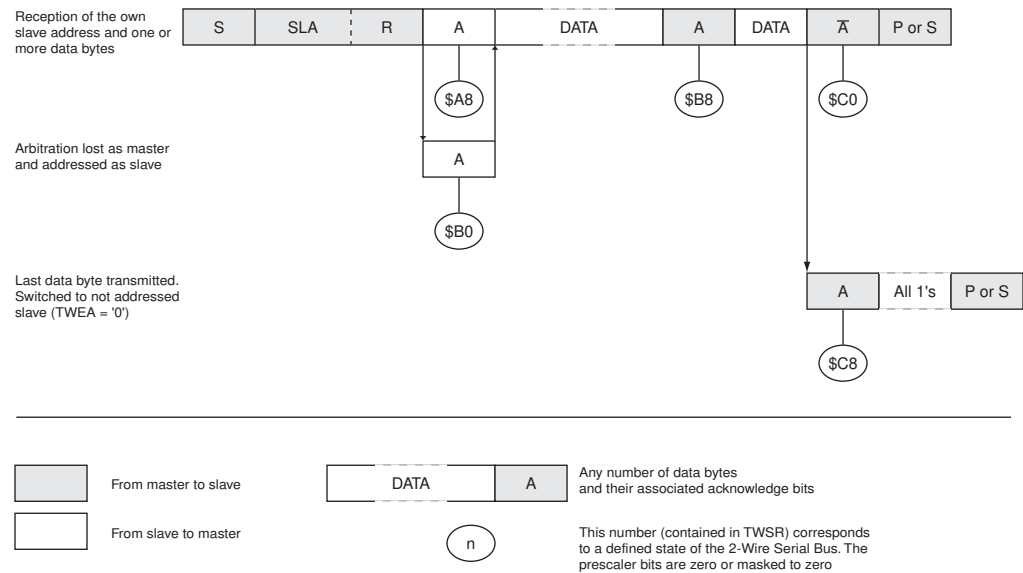 Reception of the own
slave address and one or
more data bytes
S SLA R A DATA A DATA A̅ P or S
$A8 $B8 $C0
Arbitration lost as master
and addressed as slave
A
$B0
Last data byte transmitted.
Switched to not addressed
slave (TWEA = '0')
A All 1's P or S
$C8
From master to slave
DATA A
Any number of data bytes
and their associated acknowledge bits
From slave to master
n
This number (contained in TWSR) corresponds
to a defined state of the 2-Wire Serial Bus. The
prescaler bits are zero or masked to zero